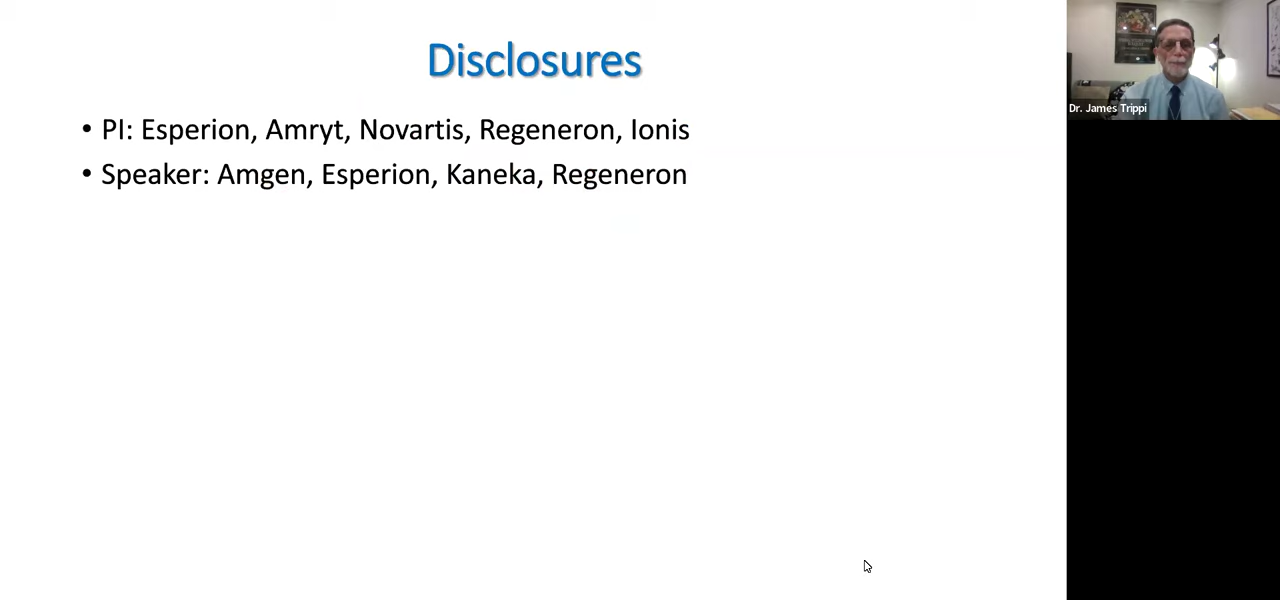 Disclosures
• PI: Esperion, Amryt, Novartis, Regeneron, Ionis
• Speaker: Amgen, Esperion, Kaneka, Regeneron
Dr. James Trippi